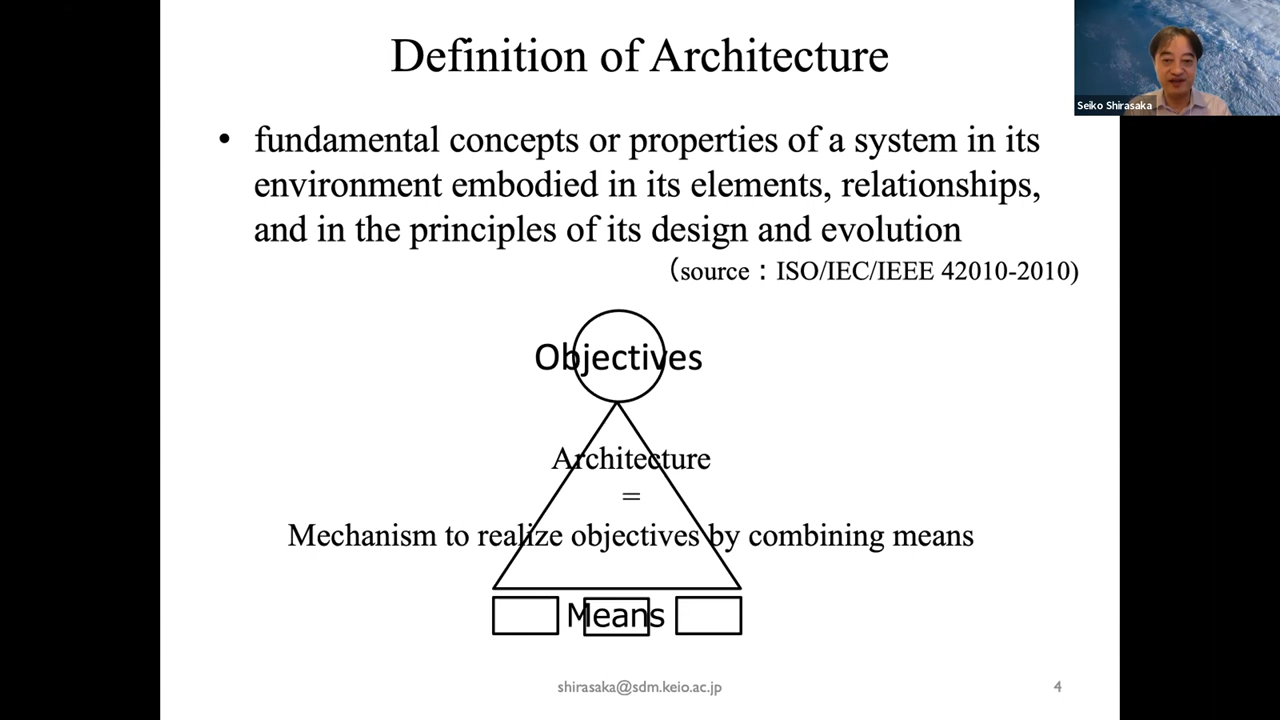 Definition of Architecture
Seiko Shirasaka
• fundamental concepts or properties of a system in its
environment embodied in its elements, relationships,
and in the principles of its design and evolution
（source：ISO/IEC/IEEE 42010-2010)
Objectives
Architecture
=
Mechanism to realize objectives by combining means
Means
shirasaka@sdm.keio.ac.jp
4